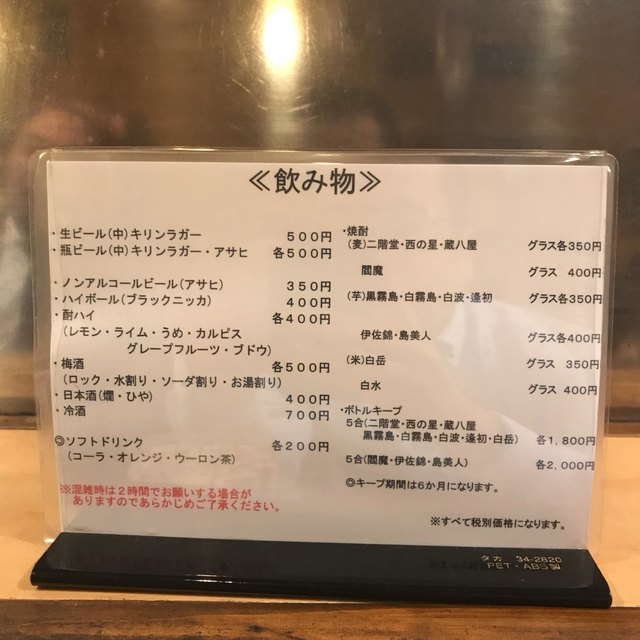 ≪飲み物≫
・生ビール(中)キリンラガー 500円
・瓶ビール(中)キリンラガー・アサヒ 各500円
・ノンアルコールビール(アサヒ) 350円
・ハイボール(ブラックニッカ) 400円
・酎ハイ 各400円
(レモン・ライム・うめ・カルピス
グレープフルーツ・ブドウ)
・梅酒 各500円
(ロック・水割り・ソーダ割り・お湯割り)
・日本酒(燗・ひや) 400円
・冷酒 700円
◎ソフトドリンク 各200円
(コーラ・オレンジ・ウーロン茶)
※混雑時は2時間でお願いする場合が
ありますのであらかじめご了承ください。
・焼酎
(麦)二階堂・西の星・蔵八屋 グラス各350円
閻魔 グラス 400円
(芋)黒霧島・白霧島・白波・逢初 グラス各350円
伊佐錦・島美人 グラス各400円
(米)白岳 グラス 350円
白水 グラス 400円
・ボトルキープ
5合(二階堂・西の星・蔵八屋
黒霧島・白霧島・白波・逢初・白岳) 各1,800円
5合(閻魔・伊佐錦・島美人) 各2,000円
◎キープ期間は6か月になります。
※すべて税別価格になります。
タカ 34-2820
PET・ABS製